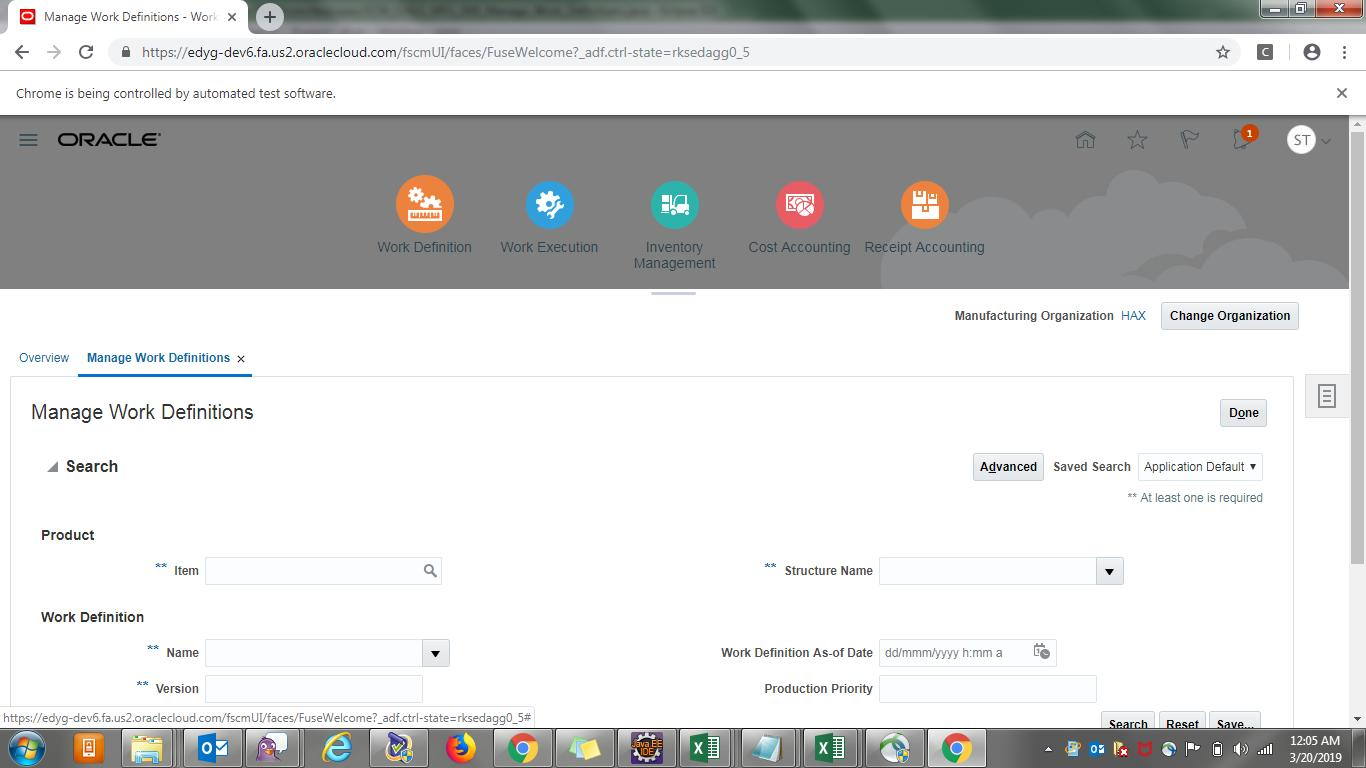 Manage Work Definitions - Work
https://edyg-dev6.fa.us2.oraclecloud.com/fscmUI/faces/FuseWelcome?_adf.ctrl-state=rksedagg0_5
C
Chrome is being controlled by automated test software.
ORACLE
1
ST
Work Definition
Work Execution
Inventory Management
Cost Accounting
Receipt Accounting
Manufacturing Organization HAX
Change Organization
Overview
Manage Work Definitions
Manage Work Definitions
Done
Search
Advanced
Saved Search
Application Default
** At least one is required
Product
** Item
** Structure Name
Work Definition
** Name
Work Definition As-of Date
dd/mmm/yyyy h:mm a
** Version
Production Priority
https://edyg-dev6.fa.us2.oraclecloud.com/fscmUI/faces/FuseWelcome?_adf.ctrl-state=rksedagg0_5#
Search
Reset
Save...
Java EE
IDE
12:05 AM
3/20/2019